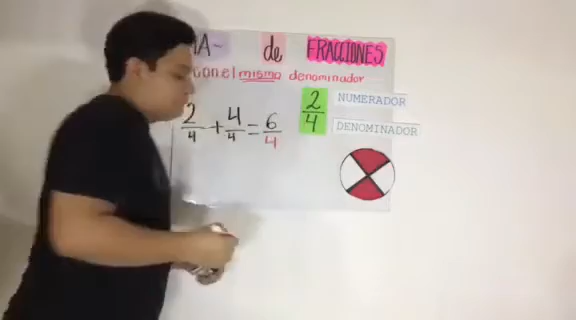 de FRACCIONES
con el mismo denominador
2/4 + 4/4 = 6/4
2/4
NUMERADOR
DENOMINADOR